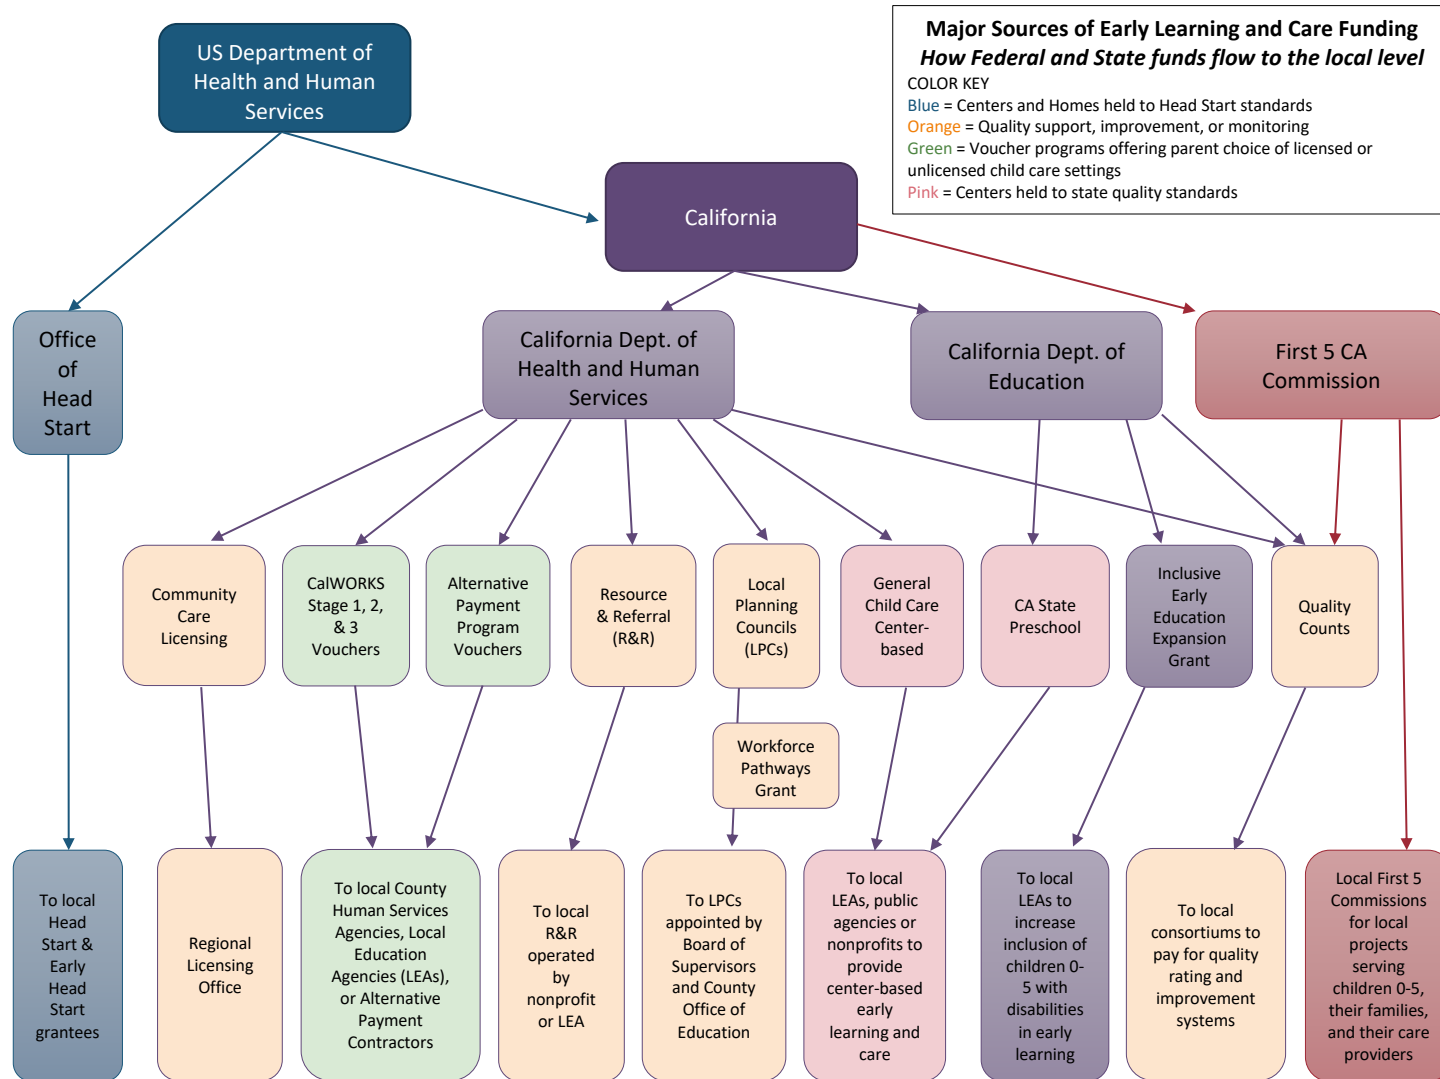 US Department of
Health and Human
Services
Major Sources of Early Learning and Care Funding
How Federal and State funds flow to the local level
COLOR KEY
Blue = Centers and Homes held to Head Start standards
Orange = Quality support, improvement, or monitoring
Green = Voucher programs offering parent choice of licensed or
unlicensed child care settings
Pink = Centers held to state quality standards
California
Office
of
Head
Start
California Dept. of
Health and Human
Services
California Dept. of
Education
First 5 CA
Commission
Community
Care
Licensing
CalWORKS
Stage 1, 2,
& 3
Vouchers
Alternative
Payment
Program
Vouchers
Resource
& Referral
(R&R)
Local
Planning
Councils
(LPCs)
General
Child Care
Center-
based
CA State
Preschool
Inclusive
Early
Education
Expansion
Grant
Quality
Counts
Workforce
Pathways
Grant
To local
Head
Start &
Early
Head
Start
grantees
Regional
Licensing
Office
To local County
Human Services
Agencies, Local
Education
Agencies (LEAs),
or Alternative
Payment
Contractors
To local
R&R
operated
by
nonprofit
or LEA
To LPCs
appointed by
Board of
Supervisors
and County
Office of
Education
To local
LEAs, public
agencies or
nonprofits to
provide
center-based
early
learning and
care
To local
LEAs to
increase
inclusion of
children 0-
5 with
disabilities
in early
learning
To local
consortiums to
pay for quality
rating and
improvement
systems
Local First 5
Commissions
for local
projects
serving
children 0-5,
their families,
and their care
providers